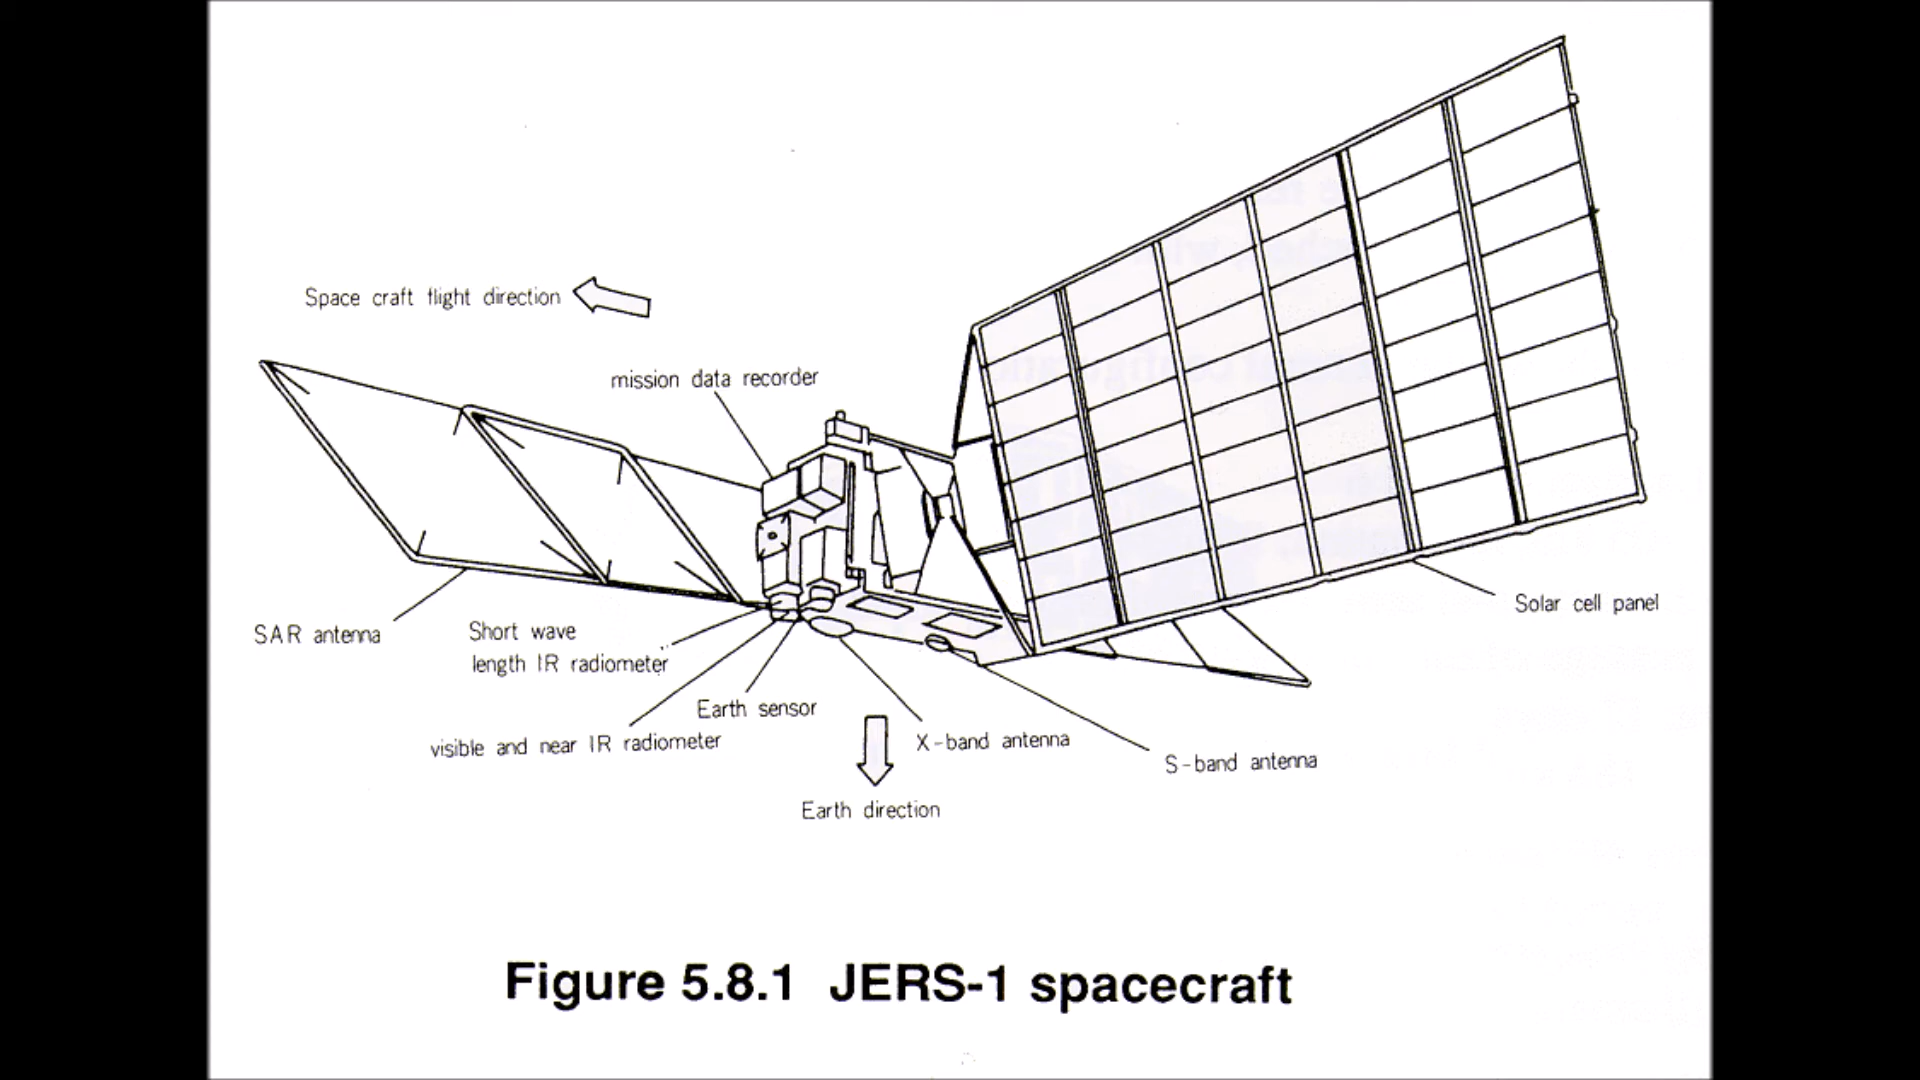 Space craft flight direction
mission data recorder
SAR antenna
Short wave
length IR radiometer
Earth sensor
visible and near IR radiometer
X-band antenna
S-band antenna
Solar cell panel
Earth direction
Figure 5.8.1 JERS-1 spacecraft